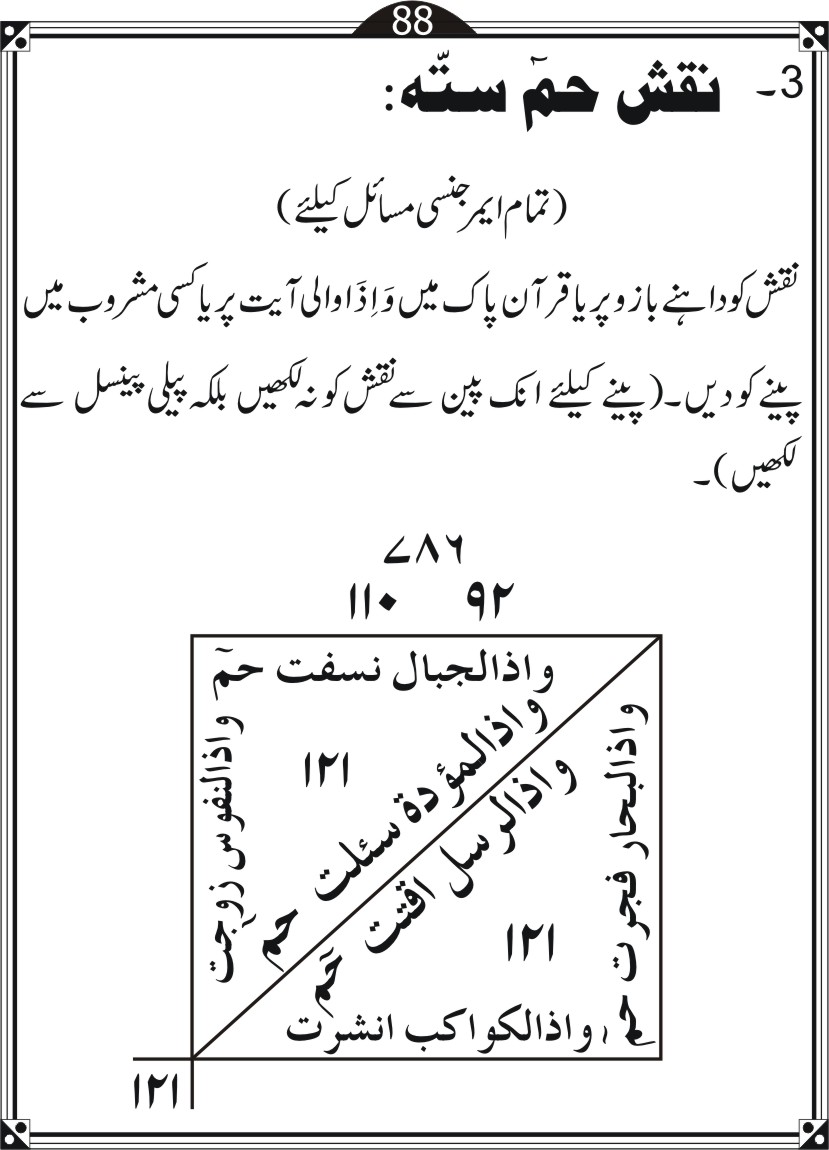 88
3۔ نقش حمٓ ستّہ:
(تمام ایمرجنسی مسائل کیلئے)
نقش کو داہنے بازو پر یا قرآن پاک میں وَاِذَا والی آیت پر یا کسی مشروب میں
پینے کو دیں۔ (پینے کیلئے انک پین سے نقش کو نہ لکھیں بلکہ پیلی پینسل سے
لکھیں)۔
۷۸۶
۱۱۰ ۹۲
واذالجبال نسفت حمٓ
واذالنفوس زوِجت
۱۲۱
واذالمؤدة سئلت حم
واذالرسل اقتت حَم
واذالبحار فجرت حم
۱۲۱
واذالکواکب انشرت
۱۲۱